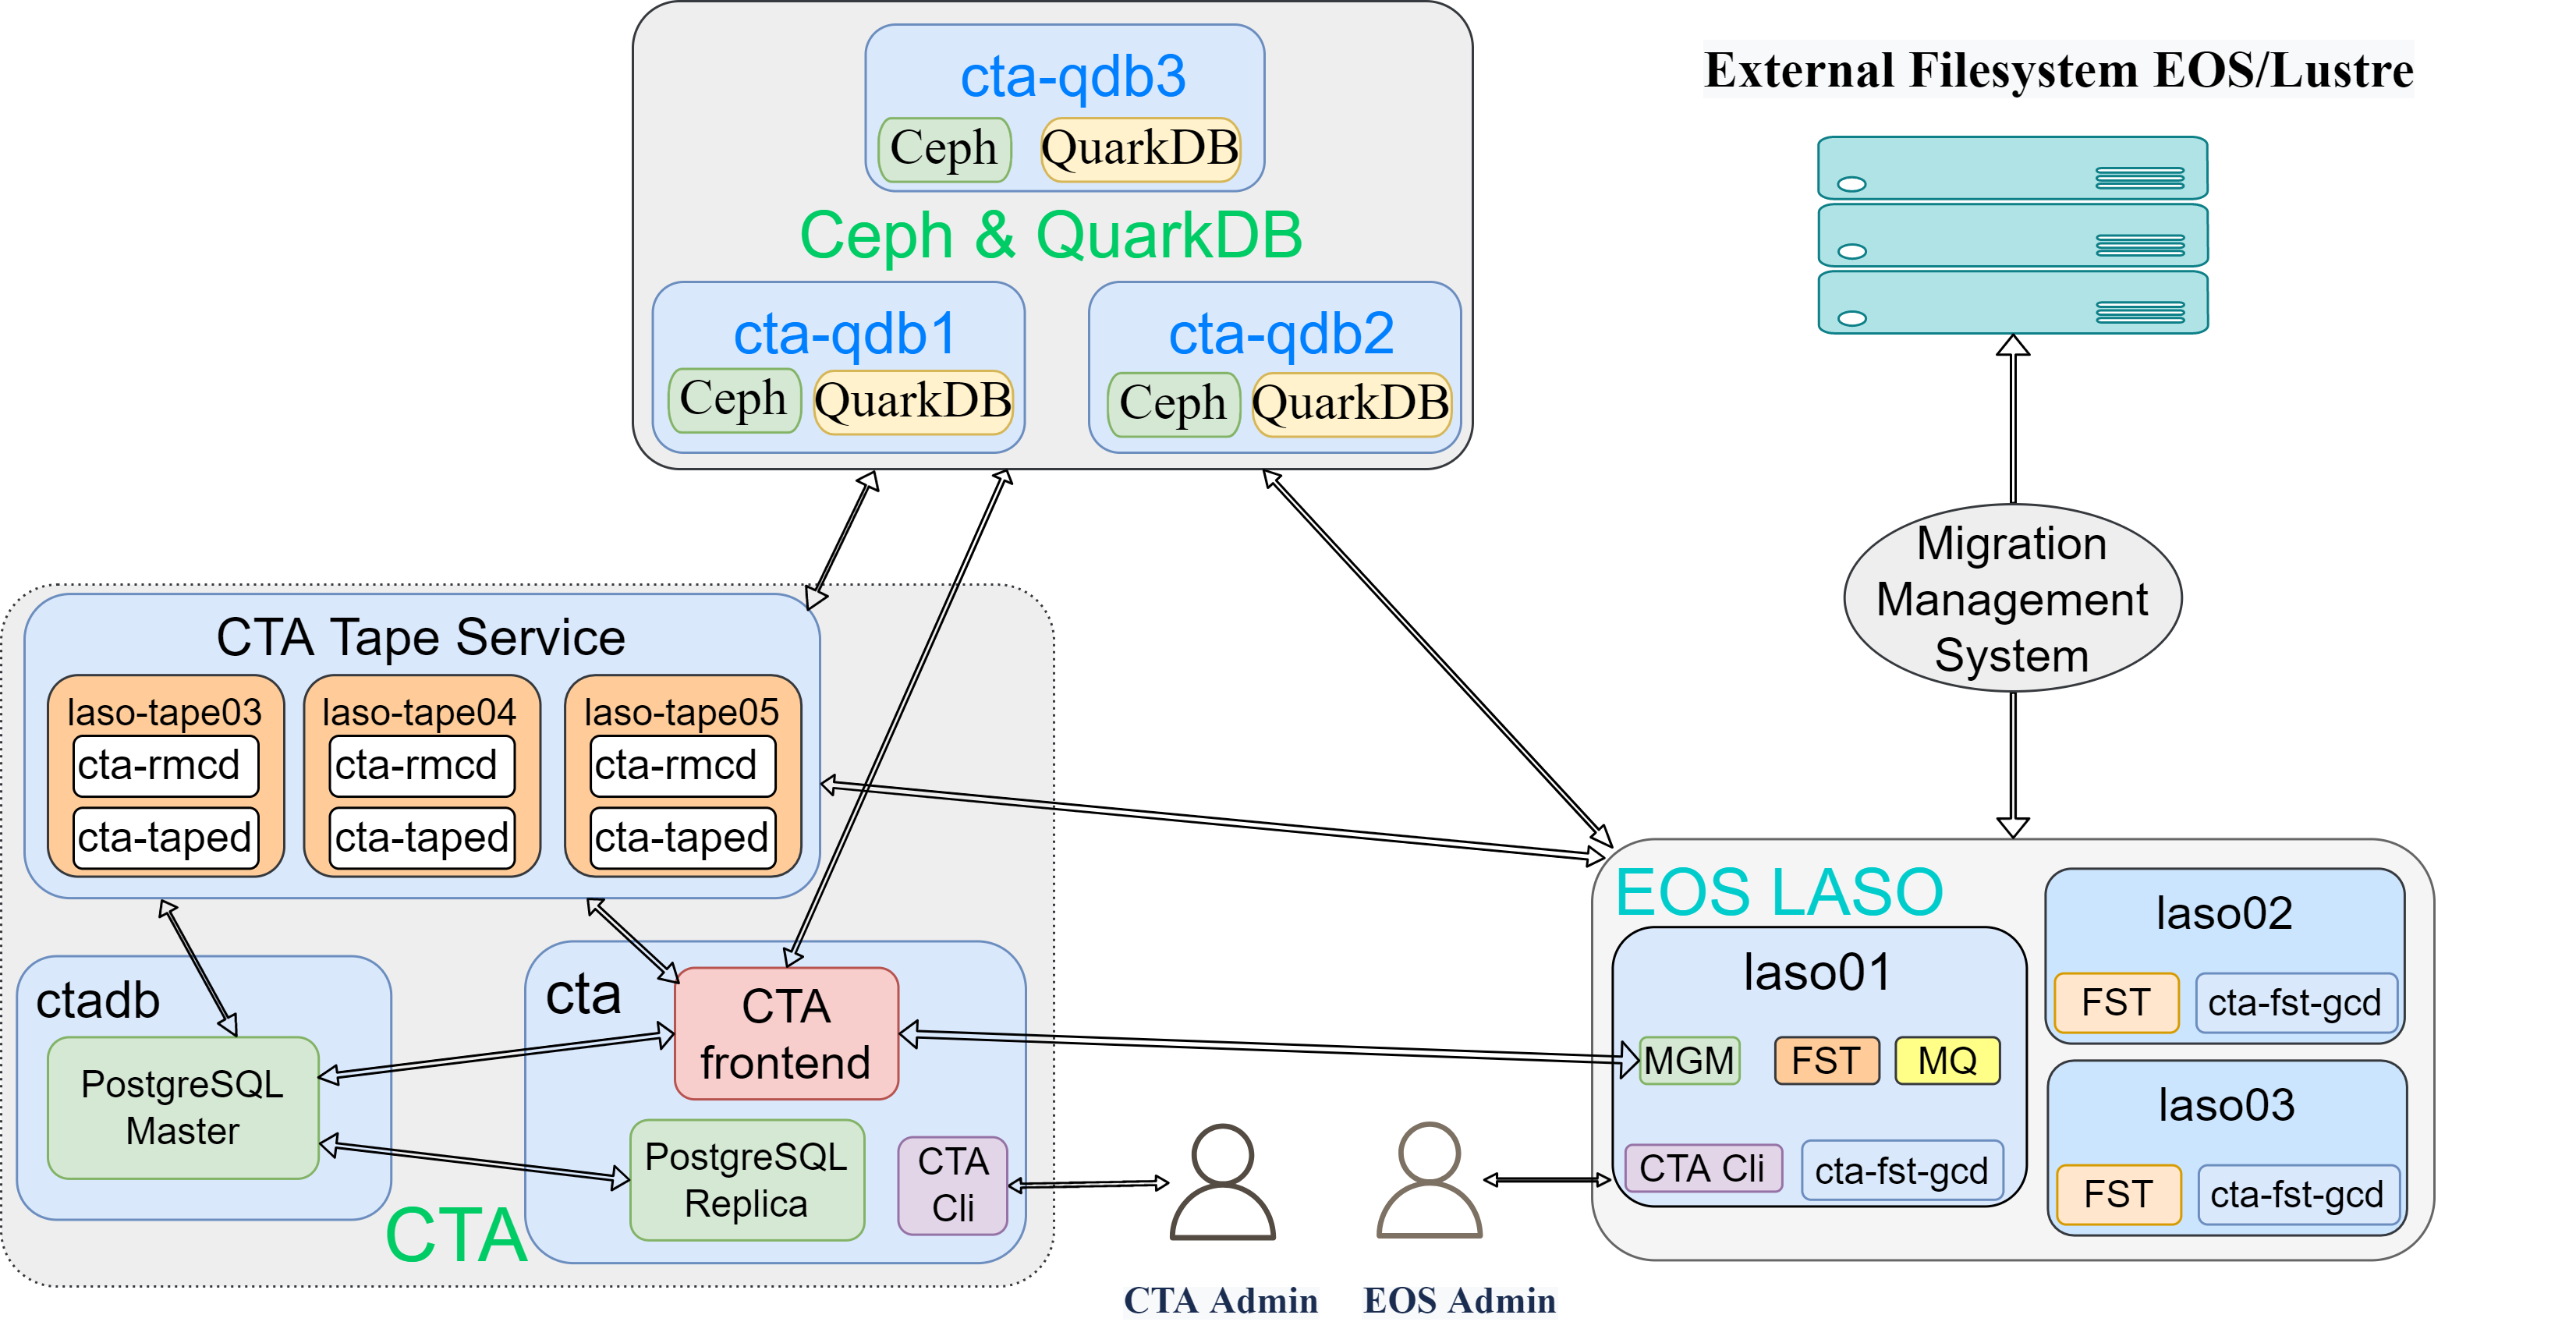 cta-qdb3
Ceph
QuarkDB
Ceph & QuarkDB
cta-qdb1
Ceph
QuarkDB
cta-qdb2
Ceph
QuarkDB
External Filesystem EOS/Lustre
Migration
Management
System
CTA Tape Service
laso-tape03
cta-rmcd
cta-taped
laso-tape04
cta-rmcd
cta-taped
laso-tape05
cta-rmcd
cta-taped
ctadb
PostgreSQL
Master
cta
CTA
frontend
PostgreSQL
Replica
CTA
Cli
CTA
CTA Admin
EOS Admin
EOS LASO
laso01
MGM
FST
MQ
CTA Cli
cta-fst-gcd
laso02
FST
cta-fst-gcd
laso03
FST
cta-fst-gcd